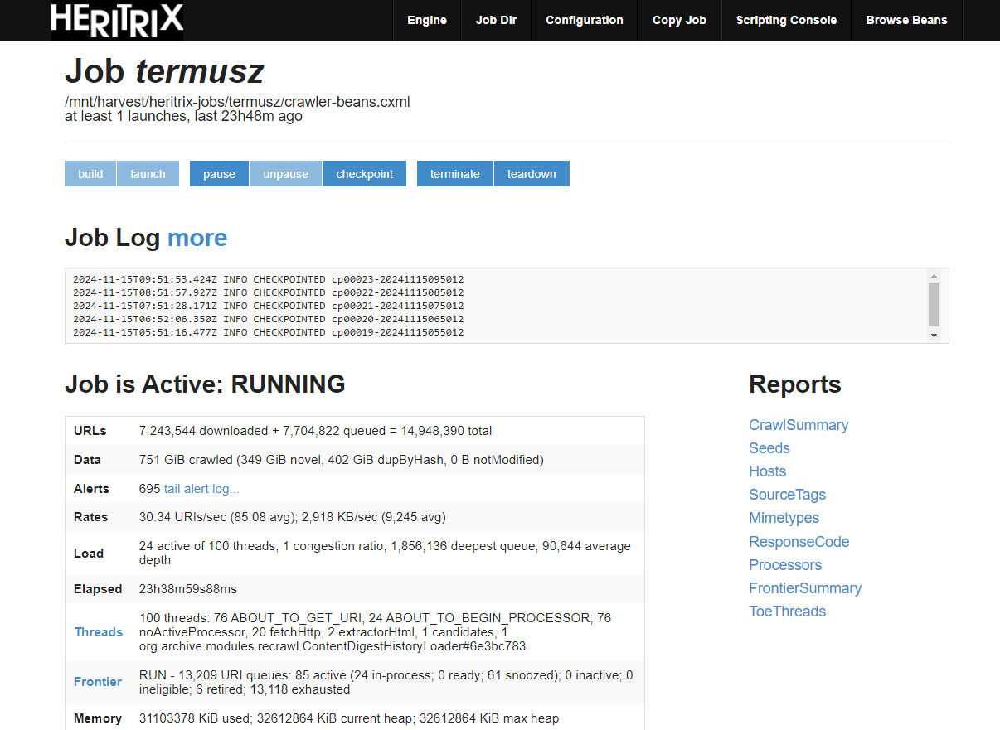 HERITRIX
Engine
Job Dir
Configuration
Copy Job
Scripting Console
Browse Beans
Job termusz
/mnt/harvest/heritrix-jobs/termusz/crawler-beans.cxml
at least 1 launches, last 23h48m ago
build
launch
pause
unpause
checkpoint
terminate
teardown
Job Log more
2024-11-15T09:51:53.424Z INFO CHECKPOINTED cp00023-20241115095012
2024-11-15T08:51:57.927Z INFO CHECKPOINTED cp00022-20241115085012
2024-11-15T07:51:28.171Z INFO CHECKPOINTED cp00021-20241115075012
2024-11-15T06:52:06.350Z INFO CHECKPOINTED cp00020-20241115065012
2024-11-15T05:51:16.477Z INFO CHECKPOINTED cp00019-20241115055012
Job is Active: RUNNING
URLs 7,243,544 downloaded + 7,704,822 queued = 14,948,390 total
Data 751 GiB crawled (349 GiB novel, 402 GiB dupByHash, 0 B notModified)
Alerts 695 tail alert log...
Rates 30.34 URIs/sec (85.08 avg); 2,918 KB/sec (9,245 avg)
Load 24 active of 100 threads; 1 congestion ratio; 1,856,136 deepest queue; 90,644 average
depth
Elapsed 23h38m59s88ms
Threads 100 threads: 76 ABOUT_TO_GET_URI, 24 ABOUT_TO_BEGIN_PROCESSOR; 76
noActiveProcessor, 20 fetchHttp, 2 extractorHtml, 1 candidates, 1
org.archive.modules.recrawl.ContentDigestHistoryLoader#6e3bc783
Frontier RUN - 13,209 URI queues: 85 active (24 in-process; 0 ready; 61 snoozed); 0 inactive; 0
ineligible; 6 retired; 13,118 exhausted
Memory 31103378 KiB used; 32612864 KiB current heap; 32612864 KiB max heap
Reports
CrawlSummary
Seeds
Hosts
SourceTags
Mimetypes
ResponseCode
Processors
FrontierSummary
ToeThreads